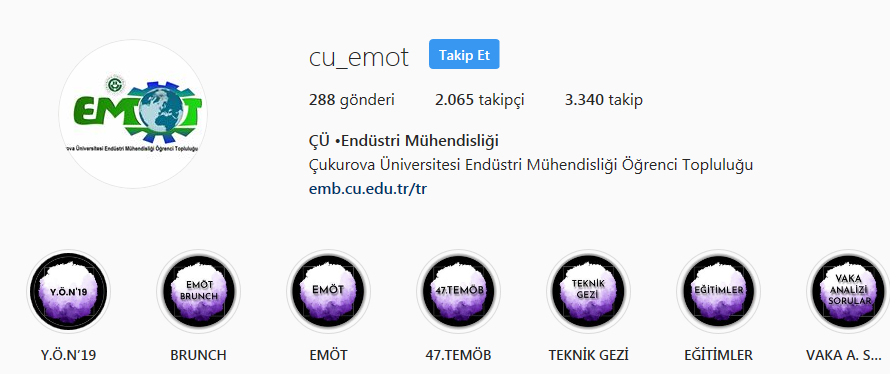 cu_emot
Takip Et
288 gönderi
2.065 takipçi
3.340 takip
ÇÜ •Endüstri Mühendisliği
Çukurova Üniversitesi Endüstri Mühendisliği Öğrenci Topluluğu
emb.cu.edu.tr/tr
EMÖT
rova Üniversitesi Endüstri Mühendisliği Öğrenci Topluluğu
Y.Ö.N'19
EMÖT
BRUNCH
EMÖT
47.TEMÖB
TEKNİK
GEZİ
EĞİTİMLER
VAKA
ANALİZİ
SORULAR
Y.Ö.N'19
BRUNCH
EMÖT
47.TEMÖB
TEKNİK GEZİ
EĞİTİMLER
VAKA A. S...